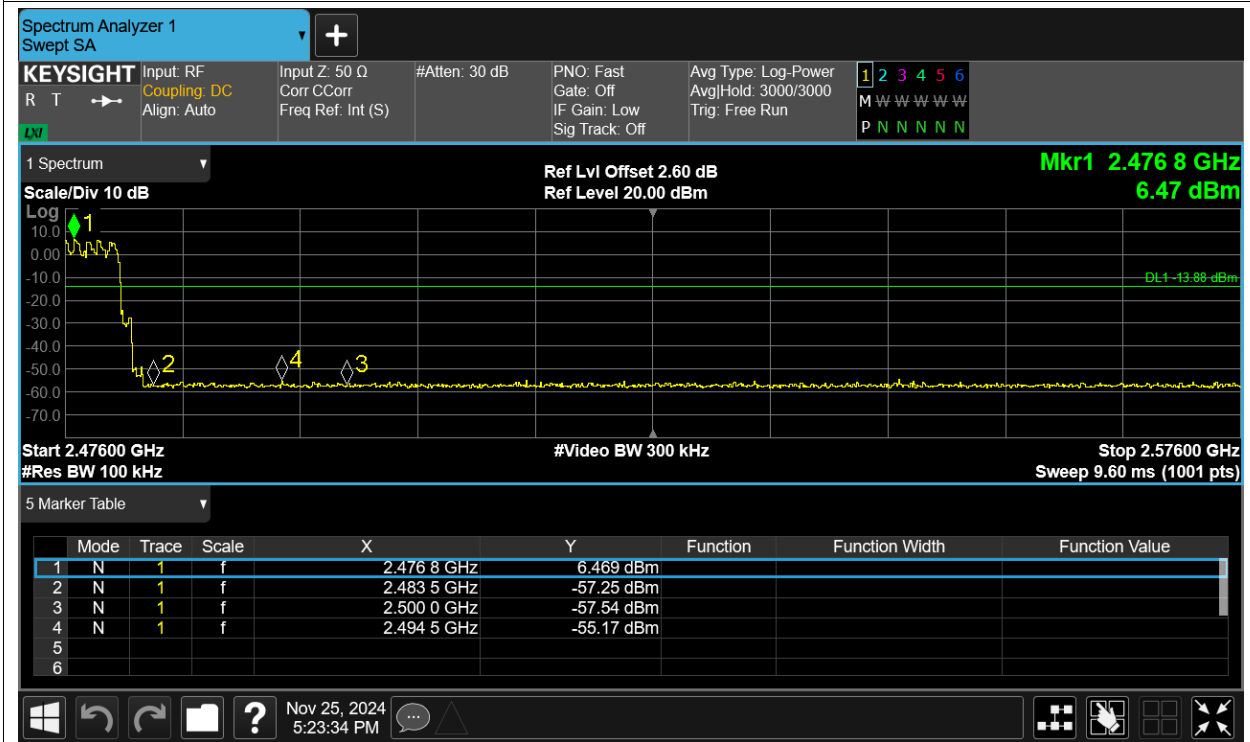 Spectrum Analyzer 1
Swept SA
+
KEYSIGHT
R T
LXI
Input: RF
Coupling: DC
Align: Auto
Input Z: 50 Ω
Corr CCorr
Freq Ref: Int (S)
#Atten: 30 dB
PNO: Fast
Gate: Off
IF Gain: Low
Sig Track: Off
Avg Type: Log-Power
Avg|Hold: 3000/3000
Trig: Free Run
1 2 3 4 5 6
M W W W W W
P N N N N N
1 Spectrum
Scale/Div 10 dB
Ref Lvl Offset 2.60 dB
Ref Level 20.00 dBm
Mkr1 2.476 8 GHz
6.47 dBm
Log
10.0
0.00
-10.0
-20.0
-30.0
-40.0
-50.0
-60.0
-70.0
1
DL1 -13.88 dBm
2
4
3
Start 2.47600 GHz
#Video BW 300 kHz
Stop 2.57600 GHz
#Res BW 100 kHz
Sweep 9.60 ms (1001 pts)
5 Marker Table
Mode Trace Scale X Y Function Function Width Function Value
1 N 1 f 2.476 8 GHz 6.469 dBm
2 N 1 f 2.483 5 GHz -57.25 dBm
3 N 1 f 2.500 0 GHz -57.54 dBm
4 N 1 f 2.494 5 GHz -55.17 dBm
5
6
?
Nov 25, 2024
5:23:34 PM